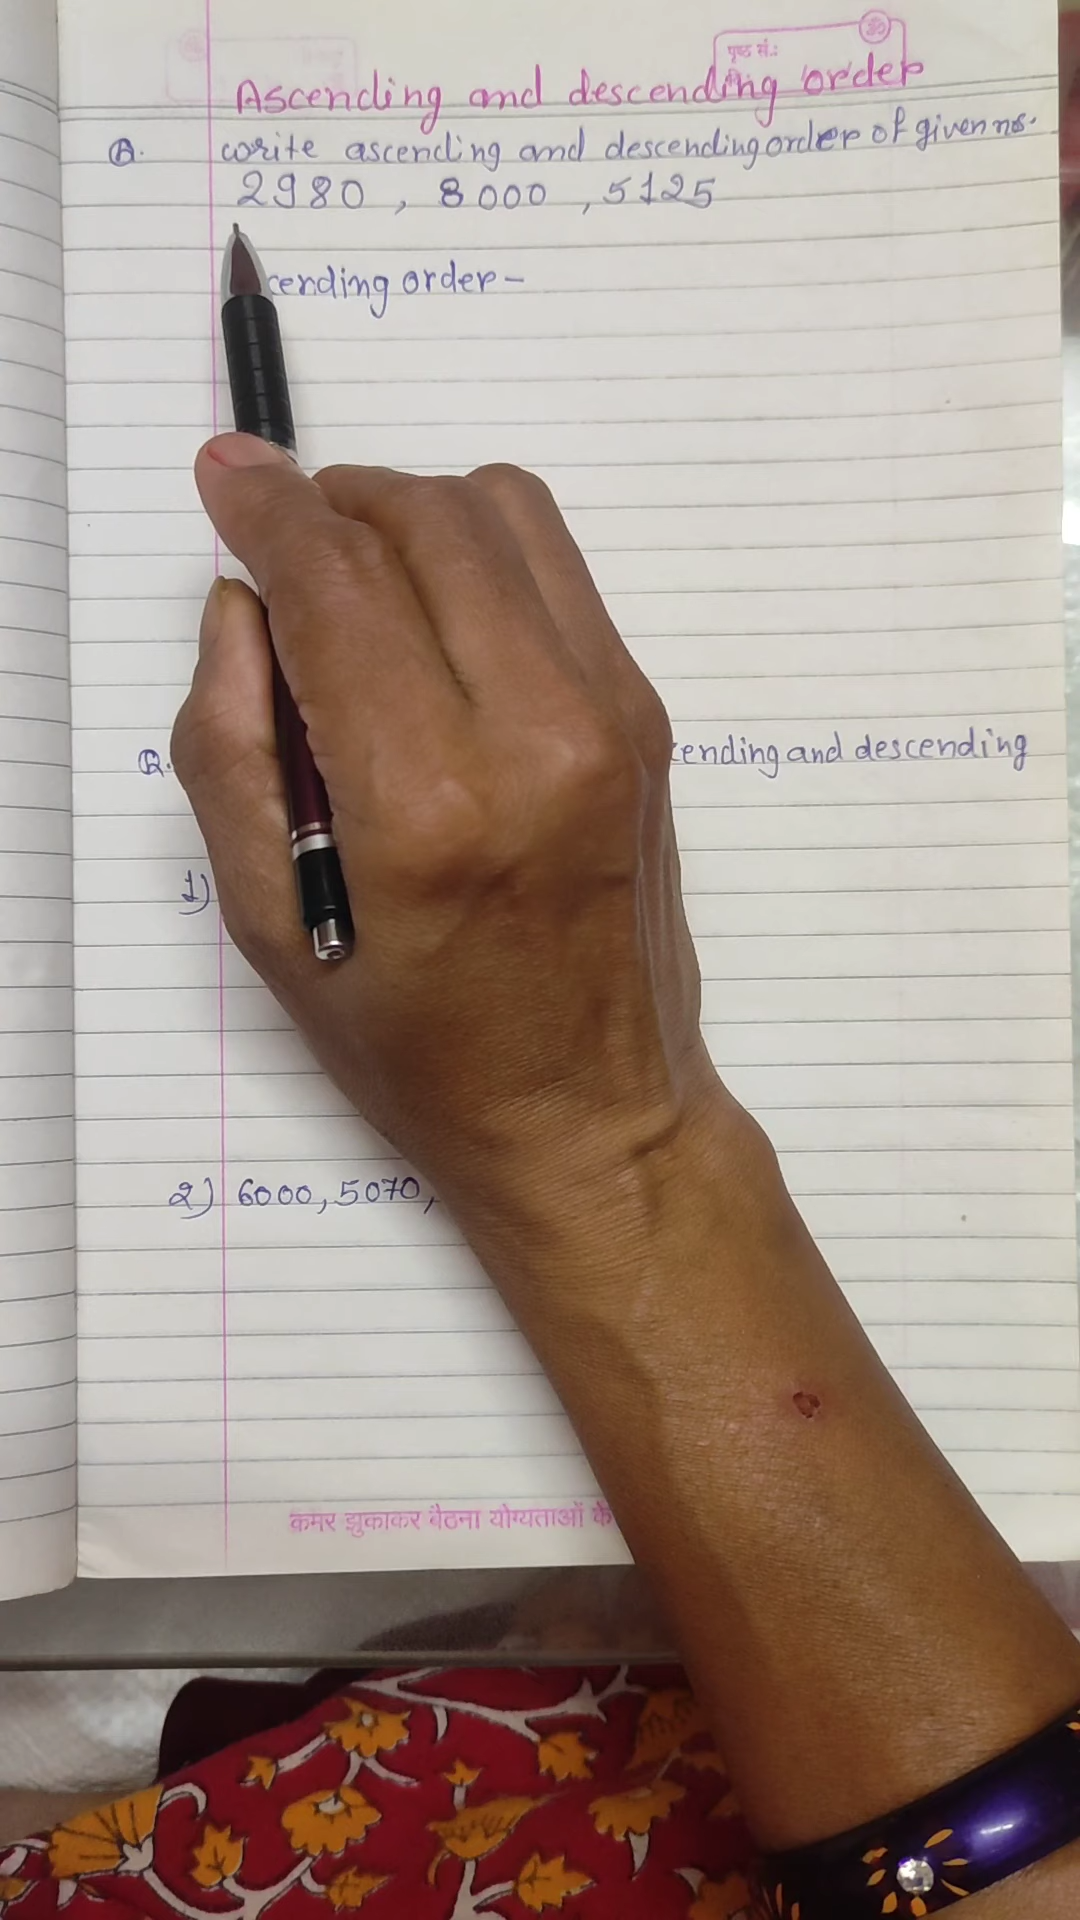 पृष्ठ सं.:
Ascending and descending order
Q. write ascending and descending order of given no.
2980, 8000, 5125
cending order-
Q. cending and descending
1)
2) 6000, 5070,
कमर झुकाकर बैठना योग्यताओं के